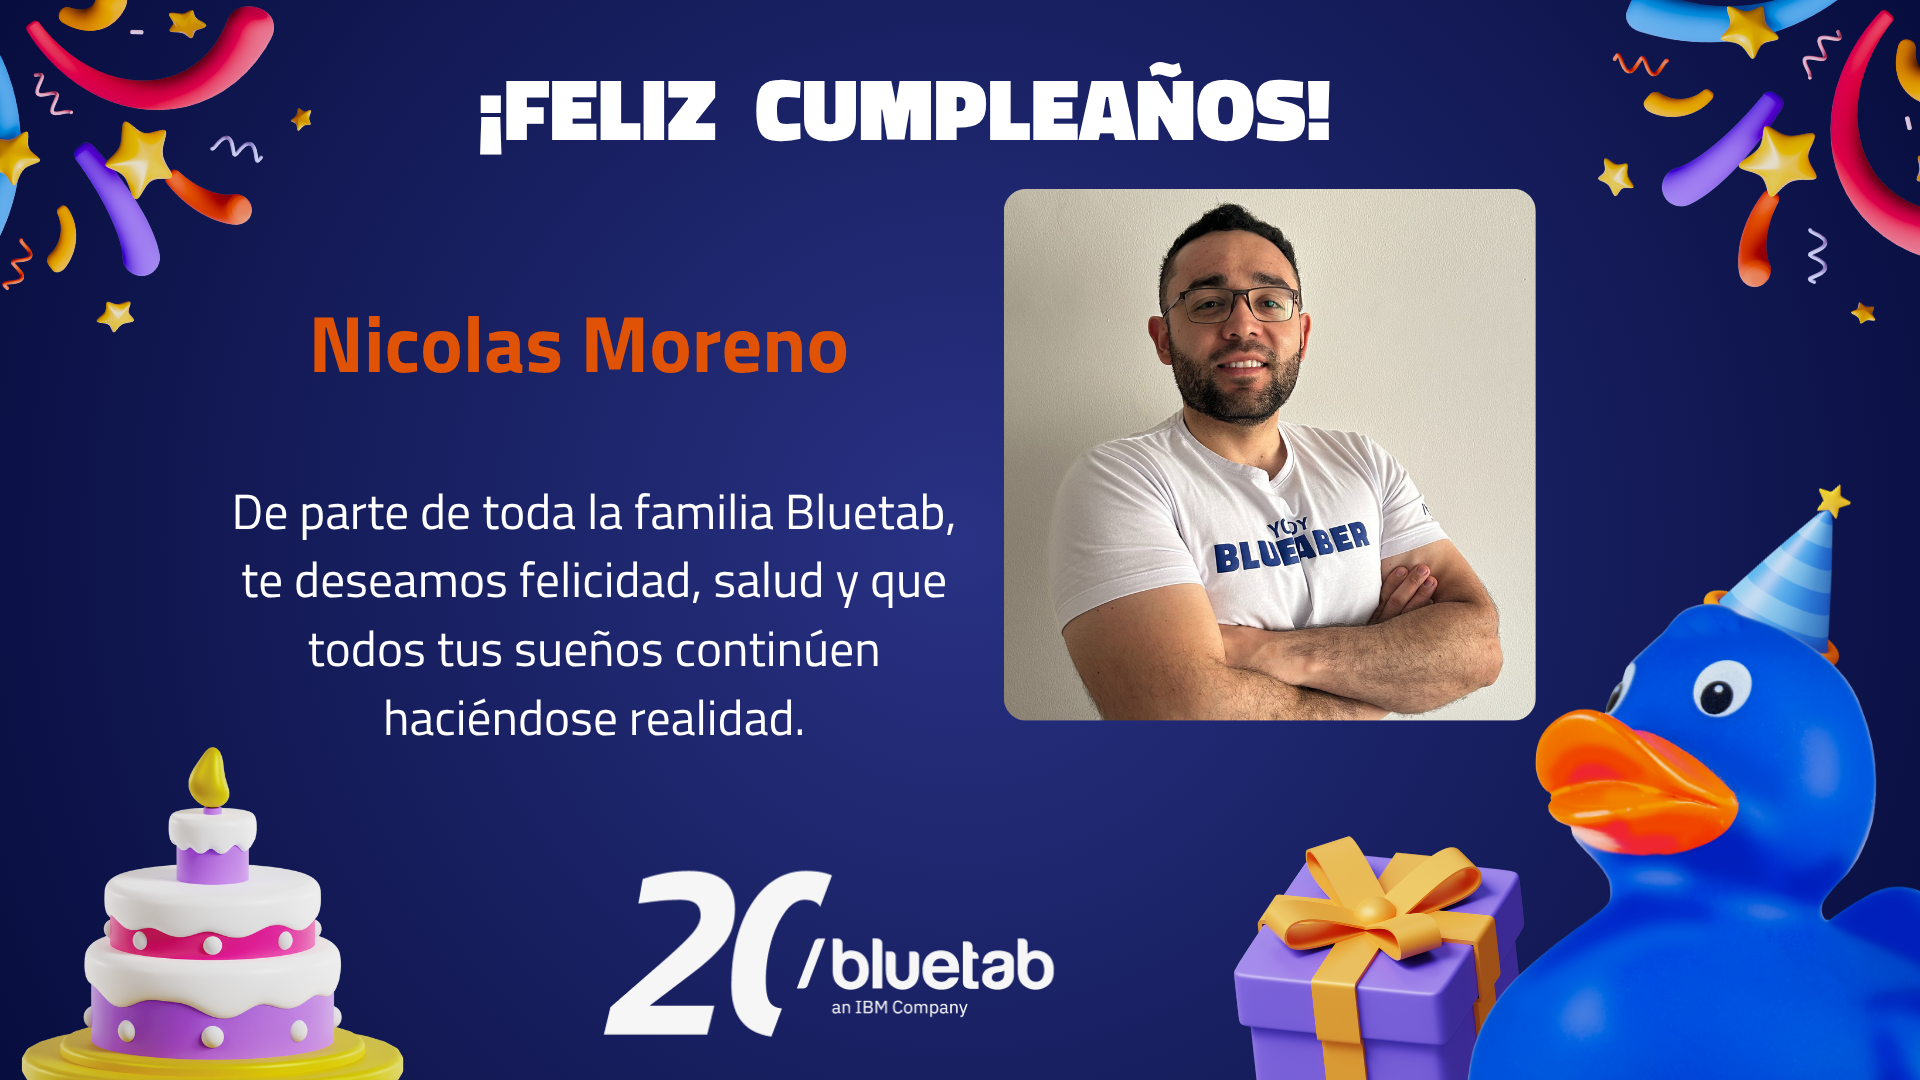 ¡FELIZ CUMPLEAÑOS!
Nicolas Moreno
De parte de toda la familia Bluetab,
te deseamos felicidad, salud y que
todos tus sueños continúen
haciéndose realidad.
YOY
BLUETABER
20/bluetab
an IBM Company